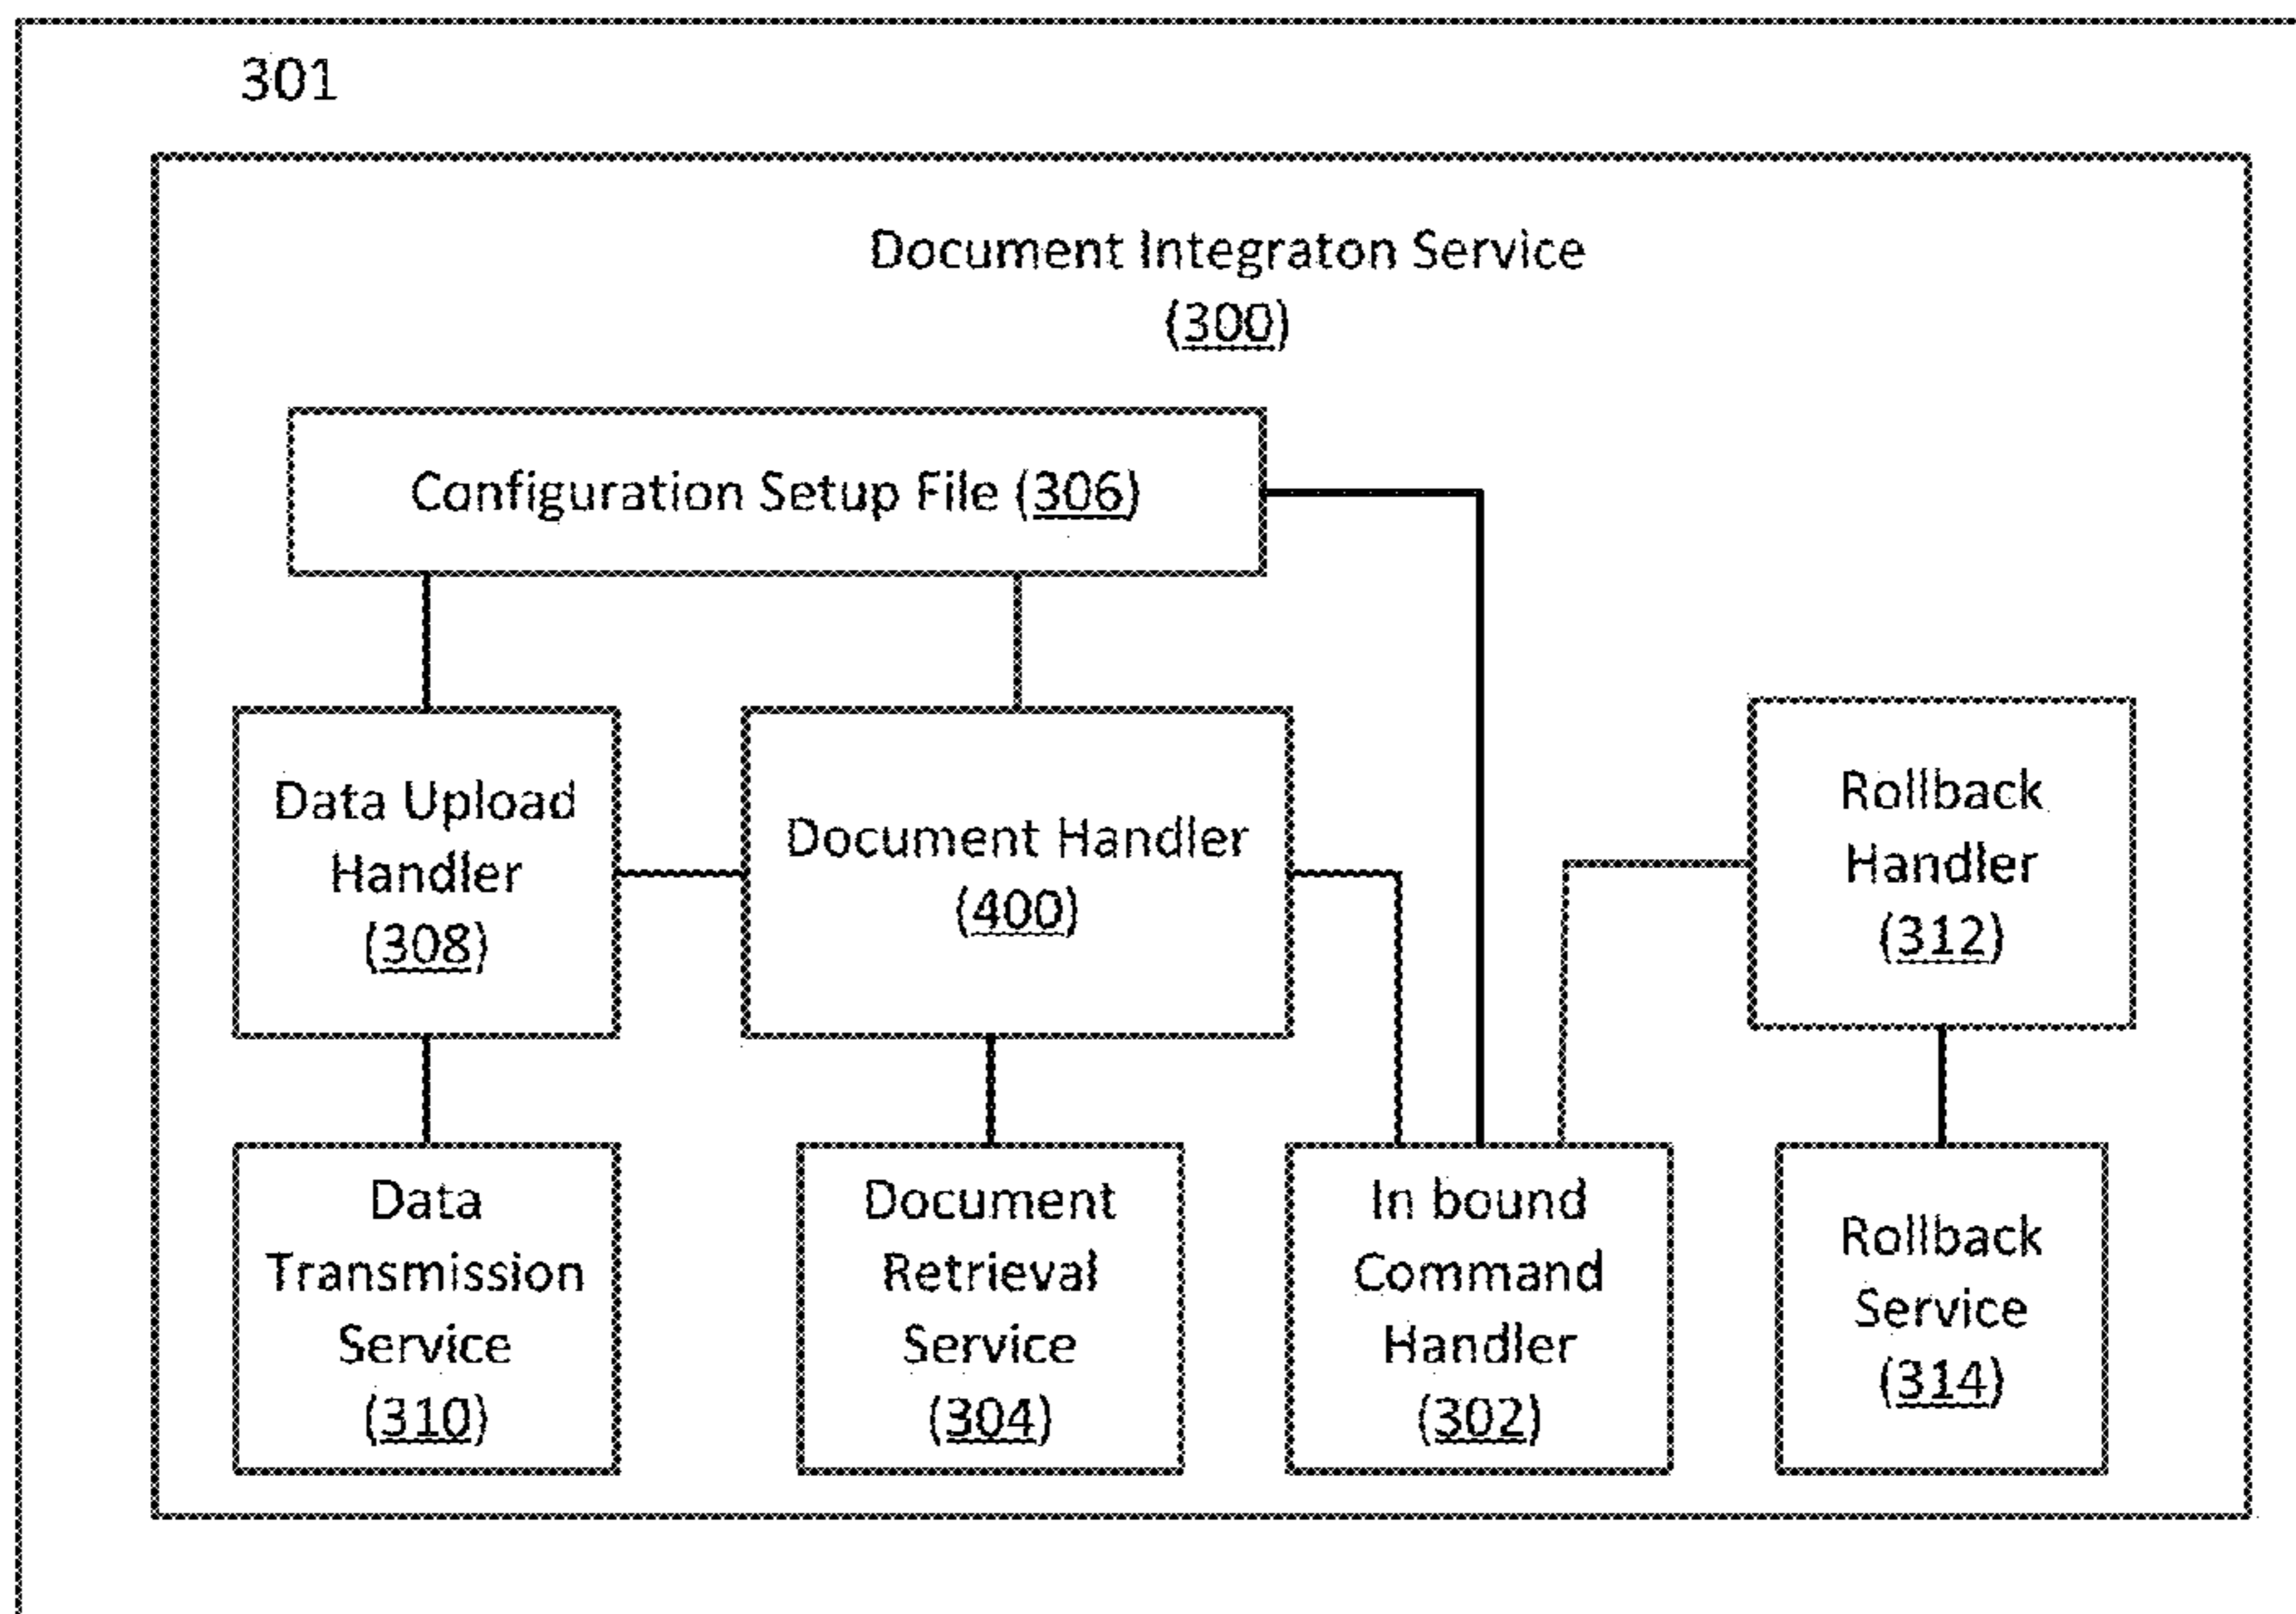 301
Document Integraton Service
(300)
Configuration Setup File (306)
Data Upload
Handler
(308)
Document Handler
(400)
Rollback
Handler
(312)
Data
Transmission
Service
(310)
Document
Retrieval
Service
(304)
In bound
Command
Handler
(302)
Rollback
Service
(314)